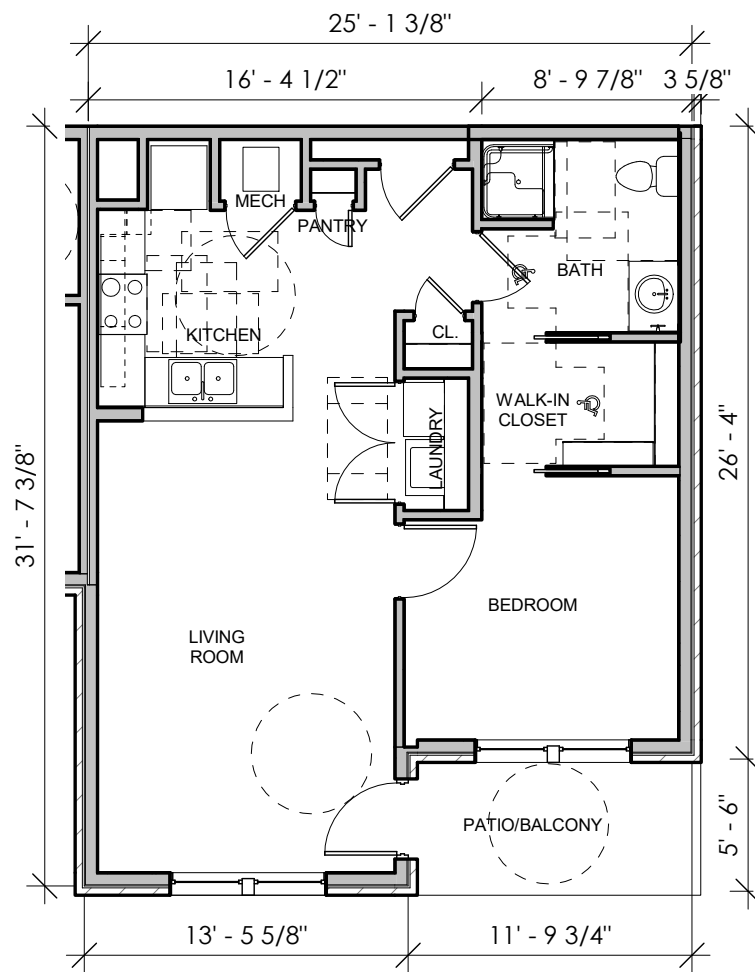 25' - 1 3/8"
16' - 4 1/2"
8' - 9 7/8"
3 5/8"
MECH
PANTRY
BATH
KITCHEN
CL.
WALK-IN
CLOSET
LAUNDRY
26' - 4"
31' - 7 3/8"
BEDROOM
LIVING
ROOM
PATIO/BALCONY
5' - 6"
13' - 5 5/8"
11' - 9 3/4"